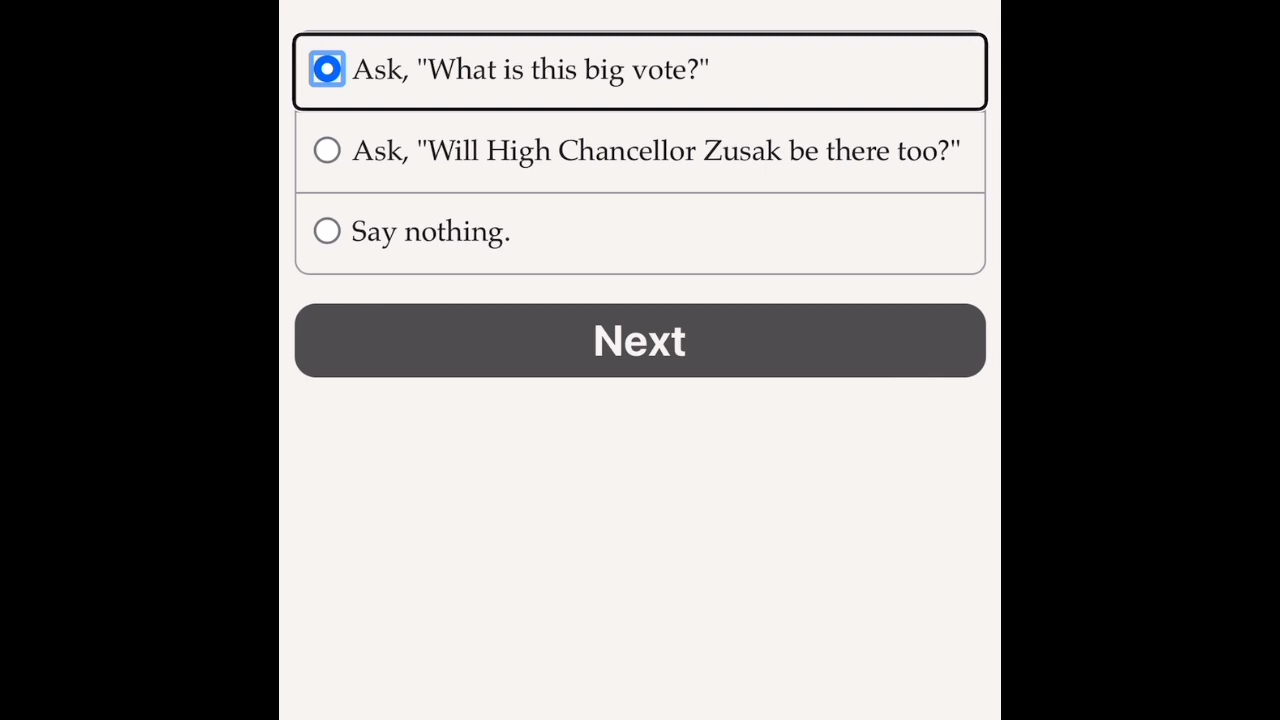 Ask, "What is this big vote?"
Ask, "Will High Chancellor Zusak be there too?"
Say nothing.
Next